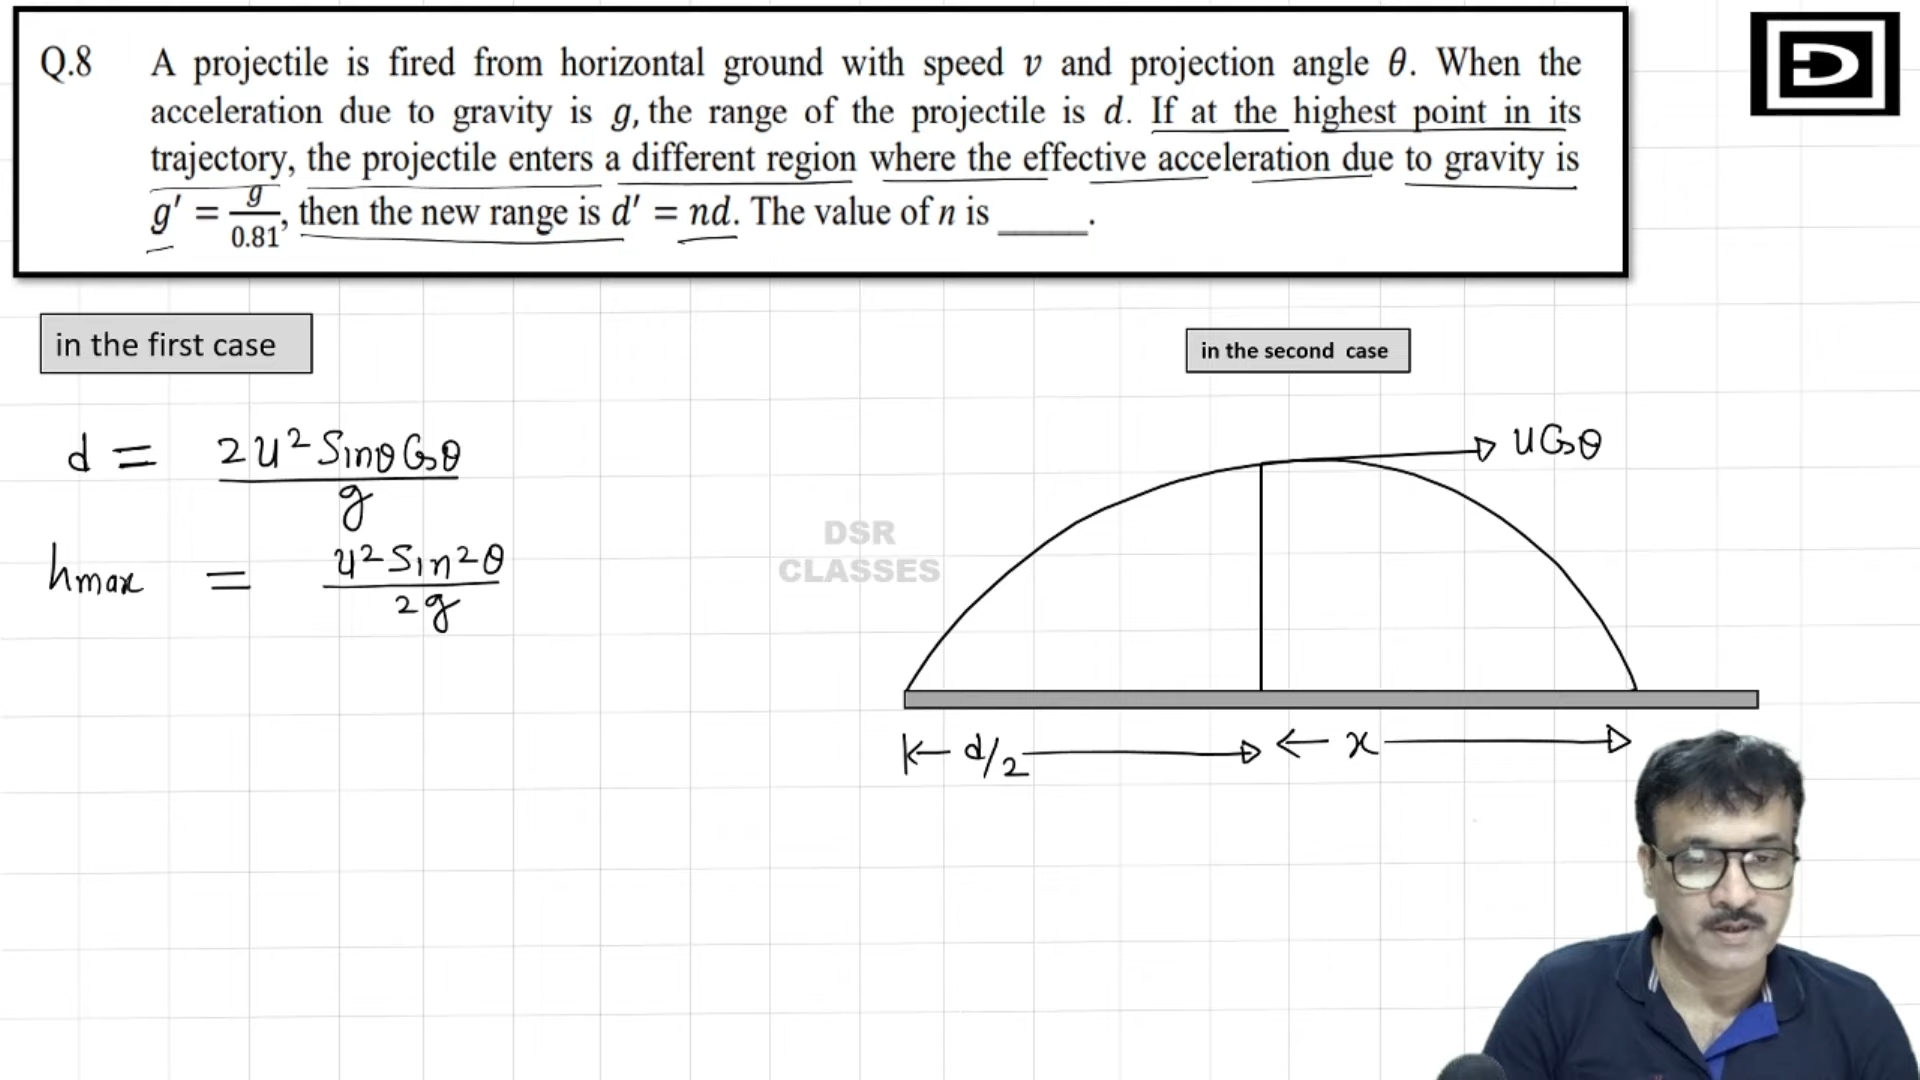 Q.8 A projectile is fired from horizontal ground with speed v and projection angle θ. When the
acceleration due to gravity is g, the range of the projectile is d. If at the highest point in its
trajectory, the projectile enters a different region where the effective acceleration due to gravity is
g′ = g/0.81, then the new range is d′ = nd. The value of n is _____.
in the first case
in the second case
d = 2u² Sinθ Cosθ / g
uCosθ
hmax = u² Sin²θ / 2g
DSR
CLASSES
d/2
x